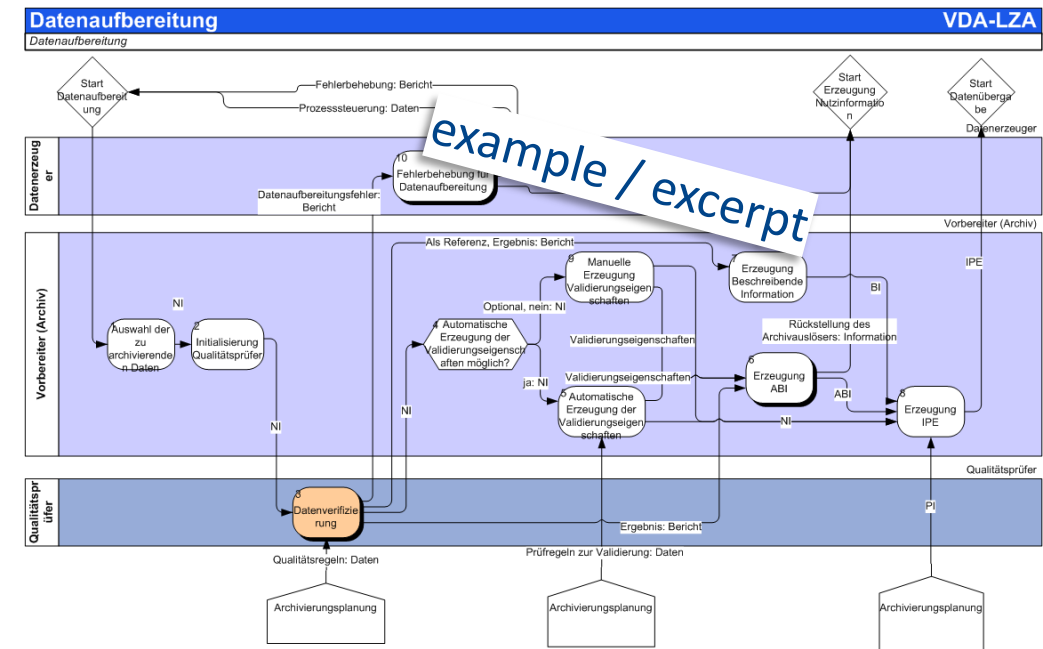 Datenaufbereitung
VDA-LZA
Datenaufbereitung
Start
Datenaufbereit
ung
Fehlerbehebung: Bericht
Prozesssteuerung: Daten
Start
Erzeugung
Nutzinformatio
n
Start
Datenüberga
be
example / excerpt
Datenerzeuger
Datenerzeug
er
10
Fehlerbehebung für
Datenaufbereitung
Datenaufbereitungsfehler:
Bericht
Vorbereiter (Archiv)
Vorbereiter (Archiv)
Als Referenz, Ergebnis: Bericht
9
Manuelle
Erzeugung
Validierungseigen
schaften
7
Erzeugung
Beschreibende
Information
IPE
BI
NI
Optional, nein: NI
1
Auswahl der
zu
archivierende
n Daten
2
Initialisierung
Qualitätsprüfer
4 Automatische
Erzeugung der
Validierungseigensch
aften möglich?
Validierungseigenschaften
Rückstellung des
Archivauslösers: Information
ja: NI
Validierungseigenschaften
6
Erzeugung
ABI
ABI
5
Automatische
Erzeugung der
Validierungseigen
schaften
8
Erzeugung
IPE
NI
NI
NI
Qualitätsprüfer
Qualitätspr
üfer
3
Datenverifizie
rung
Ergebnis: Bericht
PI
Qualitätsregeln: Daten
Prüfregeln zur Validierung: Daten
Archivierungsplanung
Archivierungsplanung
Archivierungsplanung